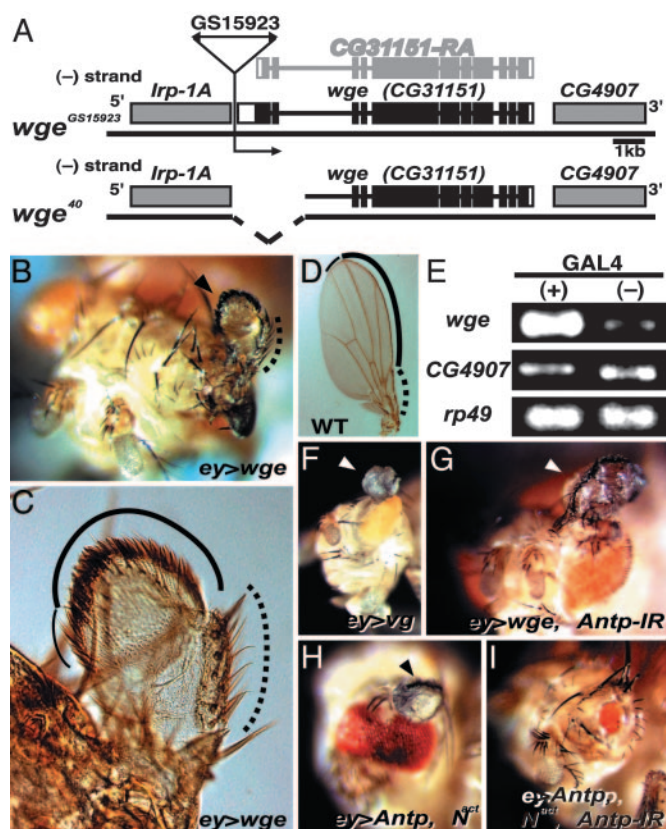 A
GS15923
CG31151-RA
(–) strand
Irp-1A
wge
(CG31151)
CG4907
5'
3'
wge GS15923
1kb
(–) strand
Irp-1A
wge
(CG31151)
CG4907
5'
3'
wge 40
B
ey>wge
D
WT
E
GAL4
(+)
(–)
wge
CG4907
rp49
C
ey>wge
F
ey>vg
G
ey>wge, Antp-IR
H
ey>Antp, Nact
I
ey>Antp,
Nact Antp-IR